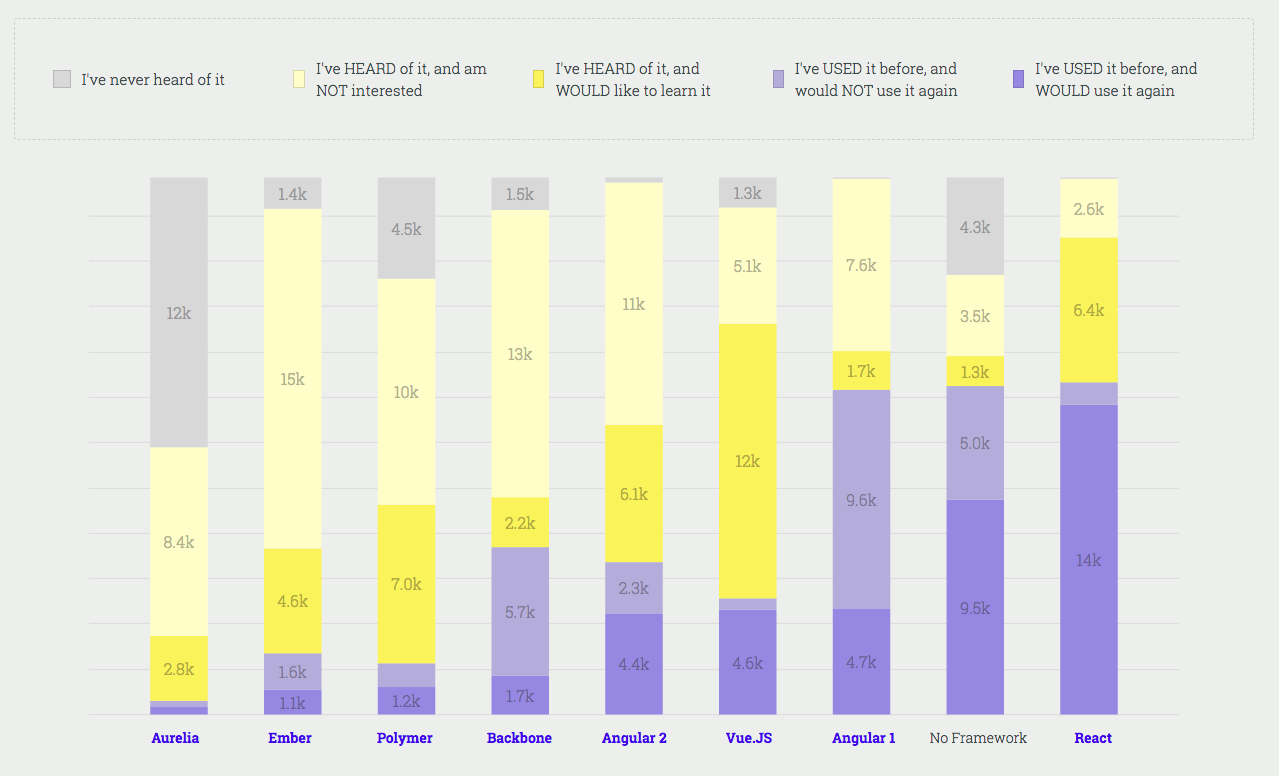 I've never heard of it
I've HEARD of it, and am
NOT interested
I've HEARD of it, and
WOULD like to learn it
I've USED it before, and
would NOT use it again
I've USED it before, and
WOULD use it again
12k
8.4k
2.8k
1.4k
15k
4.6k
1.6k
1.1k
4.5k
10k
7.0k
1.2k
1.5k
13k
2.2k
5.7k
1.7k
11k
6.1k
2.3k
4.4k
1.3k
5.1k
12k
4.6k
7.6k
1.7k
9.6k
4.7k
4.3k
3.5k
1.3k
5.0k
9.5k
2.6k
6.4k
14k
Aurelia
Ember
Polymer
Backbone
Angular 2
Vue.JS
Angular 1
No Framework
React